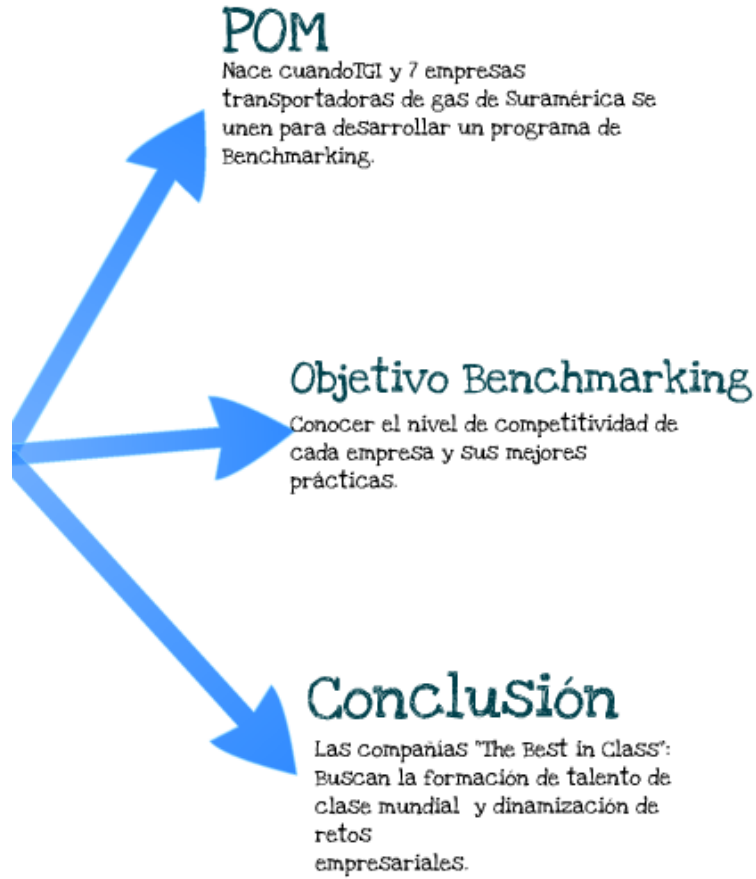 POM
Nace cuandoTGI y 7 empresas
transportadoras de gas de Suramérica se
unen para desarrollar un programa de
Benchmarking.
Objetivo Benchmarking
Conocer el nivel de competitividad de
cada empresa y sus mejores
prácticas.
Conclusión
Las compañías "The Best in Class":
Buscan la formación de talento de
clase mundial y dinamización de
retos
empresariales.